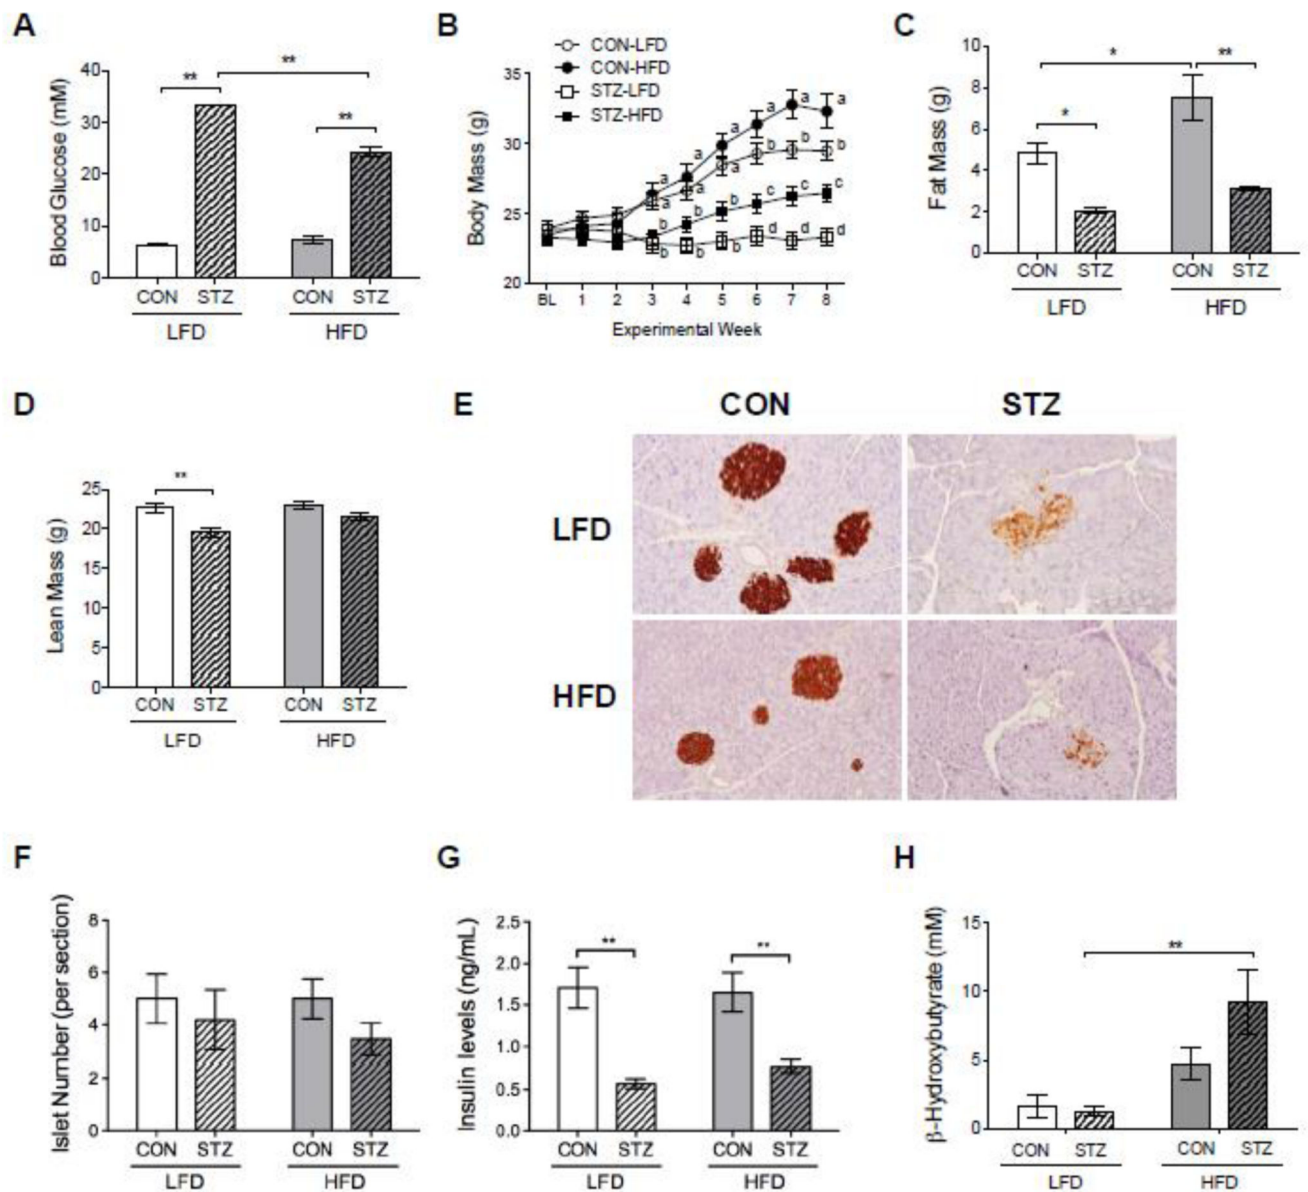 A
Blood Glucose (mM)
40
30
20
10
0
**
**
**
CON STZ CON STZ
LFD HFD
B
CON-LFD
CON-HFD
STZ-LFD
STZ-HFD
Body Mass (g)
35
30
25
20
a a a a a a
a a a b b b
b b b c c c
b b b d d d
BL 1 2 3 4 5 6 7 8
Experimental Week
C
Fat Mass (g)
10
8
6
4
2
0
* **
*
CON STZ CON STZ
LFD HFD
D
Lean Mass (g)
25
20
15
10
5
0
**
CON STZ CON STZ
LFD HFD
E
CON STZ
LFD
HFD
F
Islet Number (per section)
8
6
4
2
0
CON STZ CON STZ
LFD HFD
G
Insulin levels (ng/mL)
2.5
2.0
1.5
1.0
0.5
0.0
** **
CON STZ CON STZ
LFD HFD
H
β-Hydroxybutyrate (mM)
15
10
5
0
**
CON STZ CON STZ
LFD HFD